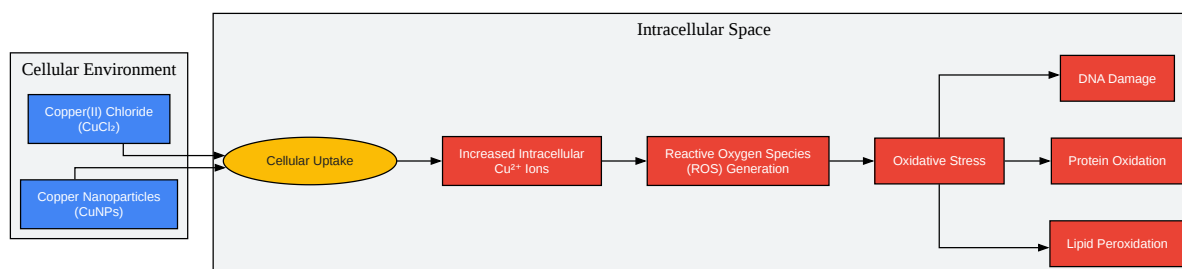 Intracellular Space
Cellular Environment
Copper(II) Chloride
(CuCl₂)
Copper Nanoparticles
(CuNPs)
Cellular Uptake
Increased Intracellular
Cu²⁺ Ions
Reactive Oxygen Species
(ROS) Generation
Oxidative Stress
DNA Damage
Protein Oxidation
Lipid Peroxidation